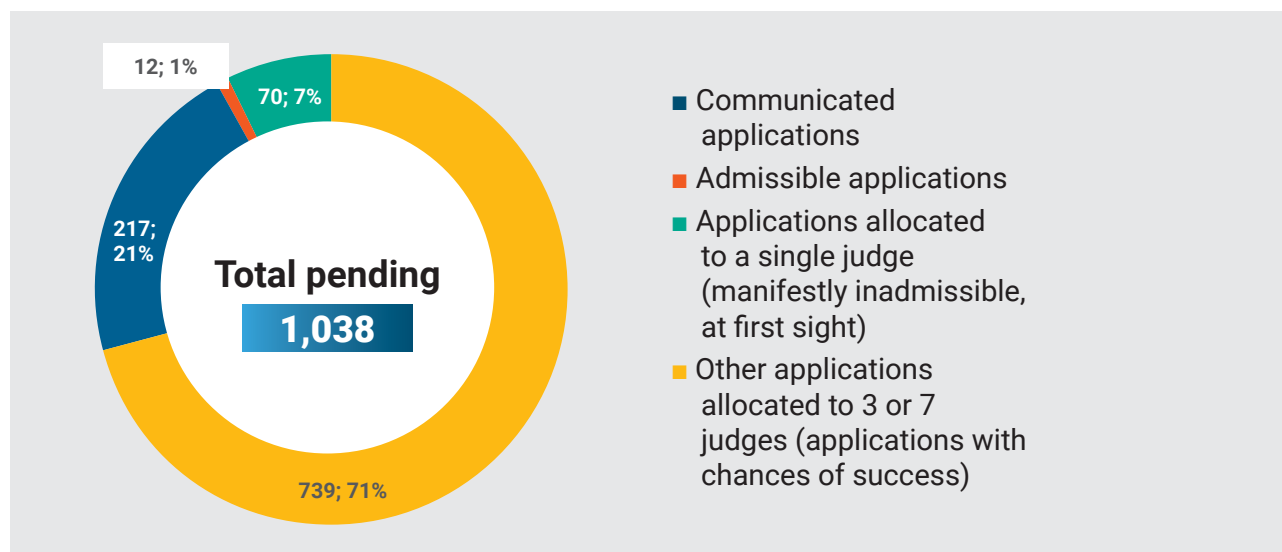 12; 1%
70; 7%
217;
21%
Total pending
1,038
739; 71%
Communicated
applications
Admissible applications
Applications allocated
to a single judge
(manifestly inadmissible,
at first sight)
Other applications
allocated to 3 or 7
judges (applications with
chances of success)